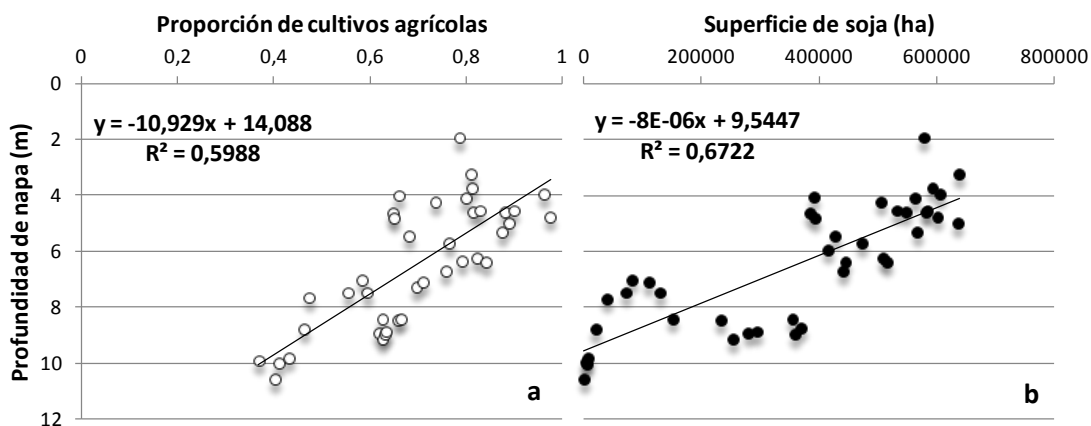 Proporción de cultivos agrícolas
Superficie de soja (ha)
0 0,2 0,4 0,6 0,8 1
0 200000 400000 600000 800000
0
2
4
6
8
10
12
Profundidad de napa (m)
y = -10,929x + 14,088
R² = 0,5988
y = -8E-06x + 9,5447
R² = 0,6722
a
b